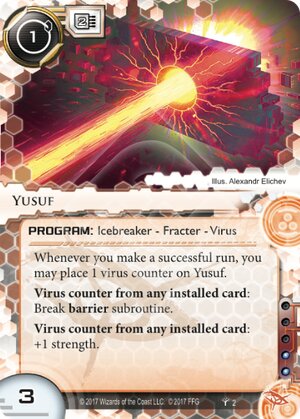 1
2
Illus. Alexandr Elichev
YUSUF
PROGRAM: Icebreaker - Fracter - Virus
Whenever you make a successful run, you
may place 1 virus counter on Yusuf.
Virus counter from any installed card:
Break barrier subroutine.
Virus counter from any installed card:
+1 strength.
3
© 2017 Wizards of the Coast LLC. © 2017 FFG
2